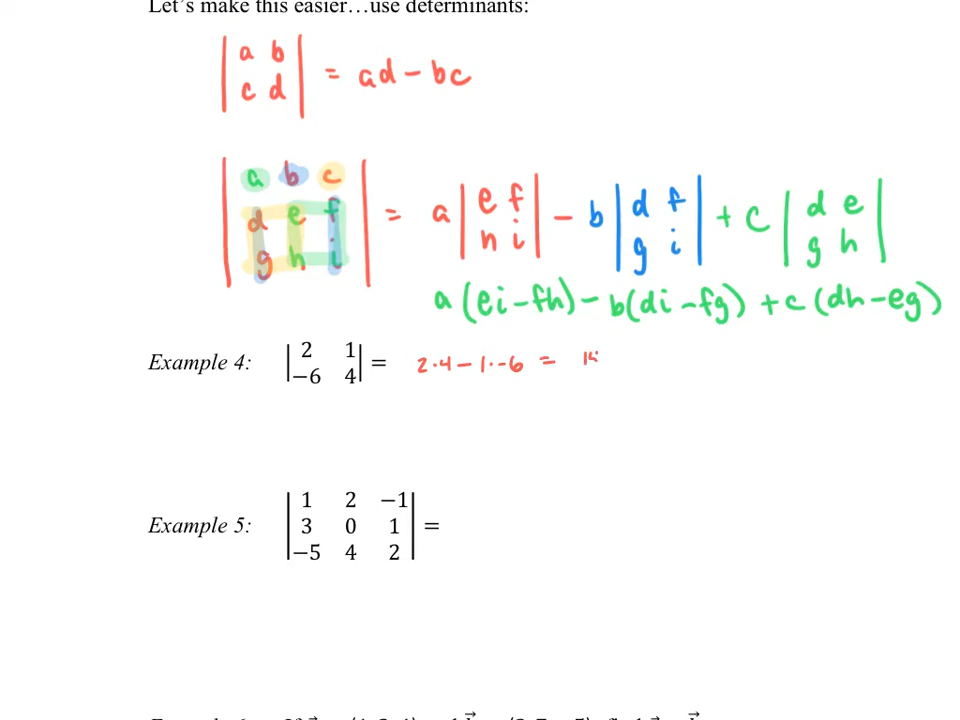 Let's make this easier…use determinants:
|a b| = ad − bc
|c d|
|a b c|
|d e f| = a |e f| − b |d f| + c |d e|
|g h i| |h i| |g i| |g h|
a (ei − fh) − b(di − fg) + c (dh − eg)
Example 4: |2 1| = 2·4 − 1·-6 =
|−6 4|
|1 2 −1|
Example 5: |3 0 1| =
|−5 4 2|